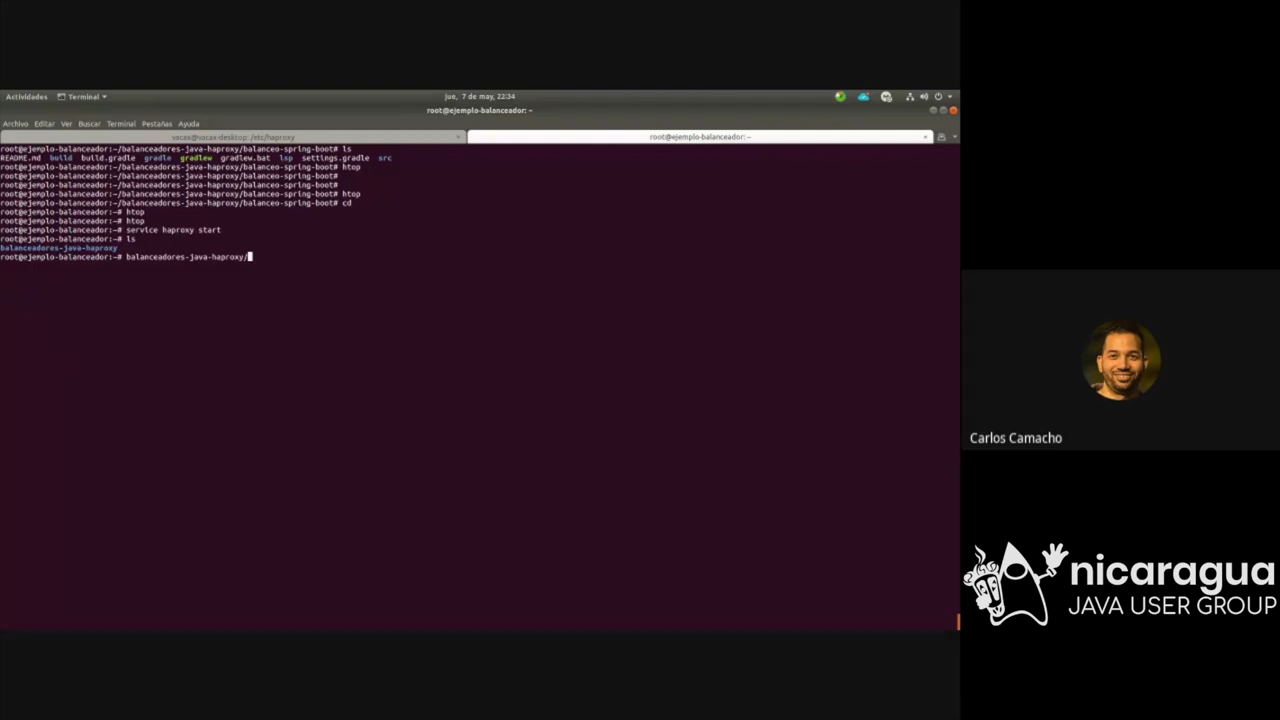 Actividades
Terminal
jue, 7 de may, 22:34
root@ejemplo-balanceador: ~
Archivo Editar Ver Buscar Terminal Pestañas Ayuda
vacax@vacax-desktop: /etc/haproxy
root@ejemplo-balanceador: ~
root@ejemplo-balanceador:~/balanceadores-java-haproxy/balanceo-spring-boot# ls
README.md build build.gradle gradle gradlew gradlew.bat lsp settings.gradle src
root@ejemplo-balanceador:~/balanceadores-java-haproxy/balanceo-spring-boot# htop
root@ejemplo-balanceador:~/balanceadores-java-haproxy/balanceo-spring-boot#
root@ejemplo-balanceador:~/balanceadores-java-haproxy/balanceo-spring-boot#
root@ejemplo-balanceador:~/balanceadores-java-haproxy/balanceo-spring-boot# htop
root@ejemplo-balanceador:~/balanceadores-java-haproxy/balanceo-spring-boot# cd
root@ejemplo-balanceador:~# htop
root@ejemplo-balanceador:~# htop
root@ejemplo-balanceador:~# service haproxy start
root@ejemplo-balanceador:~# ls
balanceadores-java-haproxy
root@ejemplo-balanceador:~# balanceadores-java-haproxy/
Carlos Camacho
nicaragua
JAVA USER GROUP